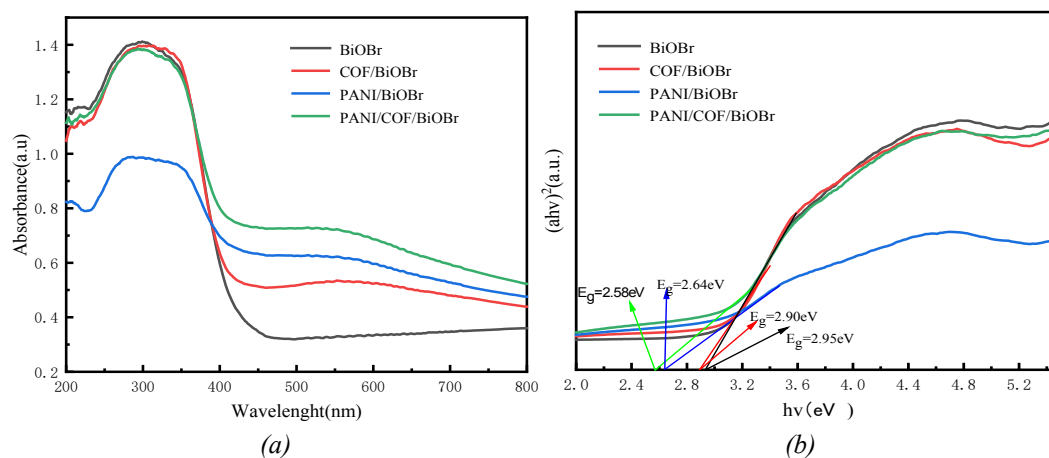 1.4
1.2
1.0
0.8
0.6
0.4
0.2
Absorbance(a.u)
BiOBr
COF/BiOBr
PANI/BiOBr
PANI/COF/BiOBr
200 300 400 500 600 700 800
Wavelenght(nm)
(a)
(ahv)2(a.u.)
BiOBr
COF/BiOBr
PANI/BiOBr
PANI/COF/BiOBr
Eg=2.58eV
Eg=2.64eV
Eg=2.90eV
Eg=2.95eV
2.0 2.4 2.8 3.2 3.6 4.0 4.4 4.8 5.2
hv(eV )
(b)